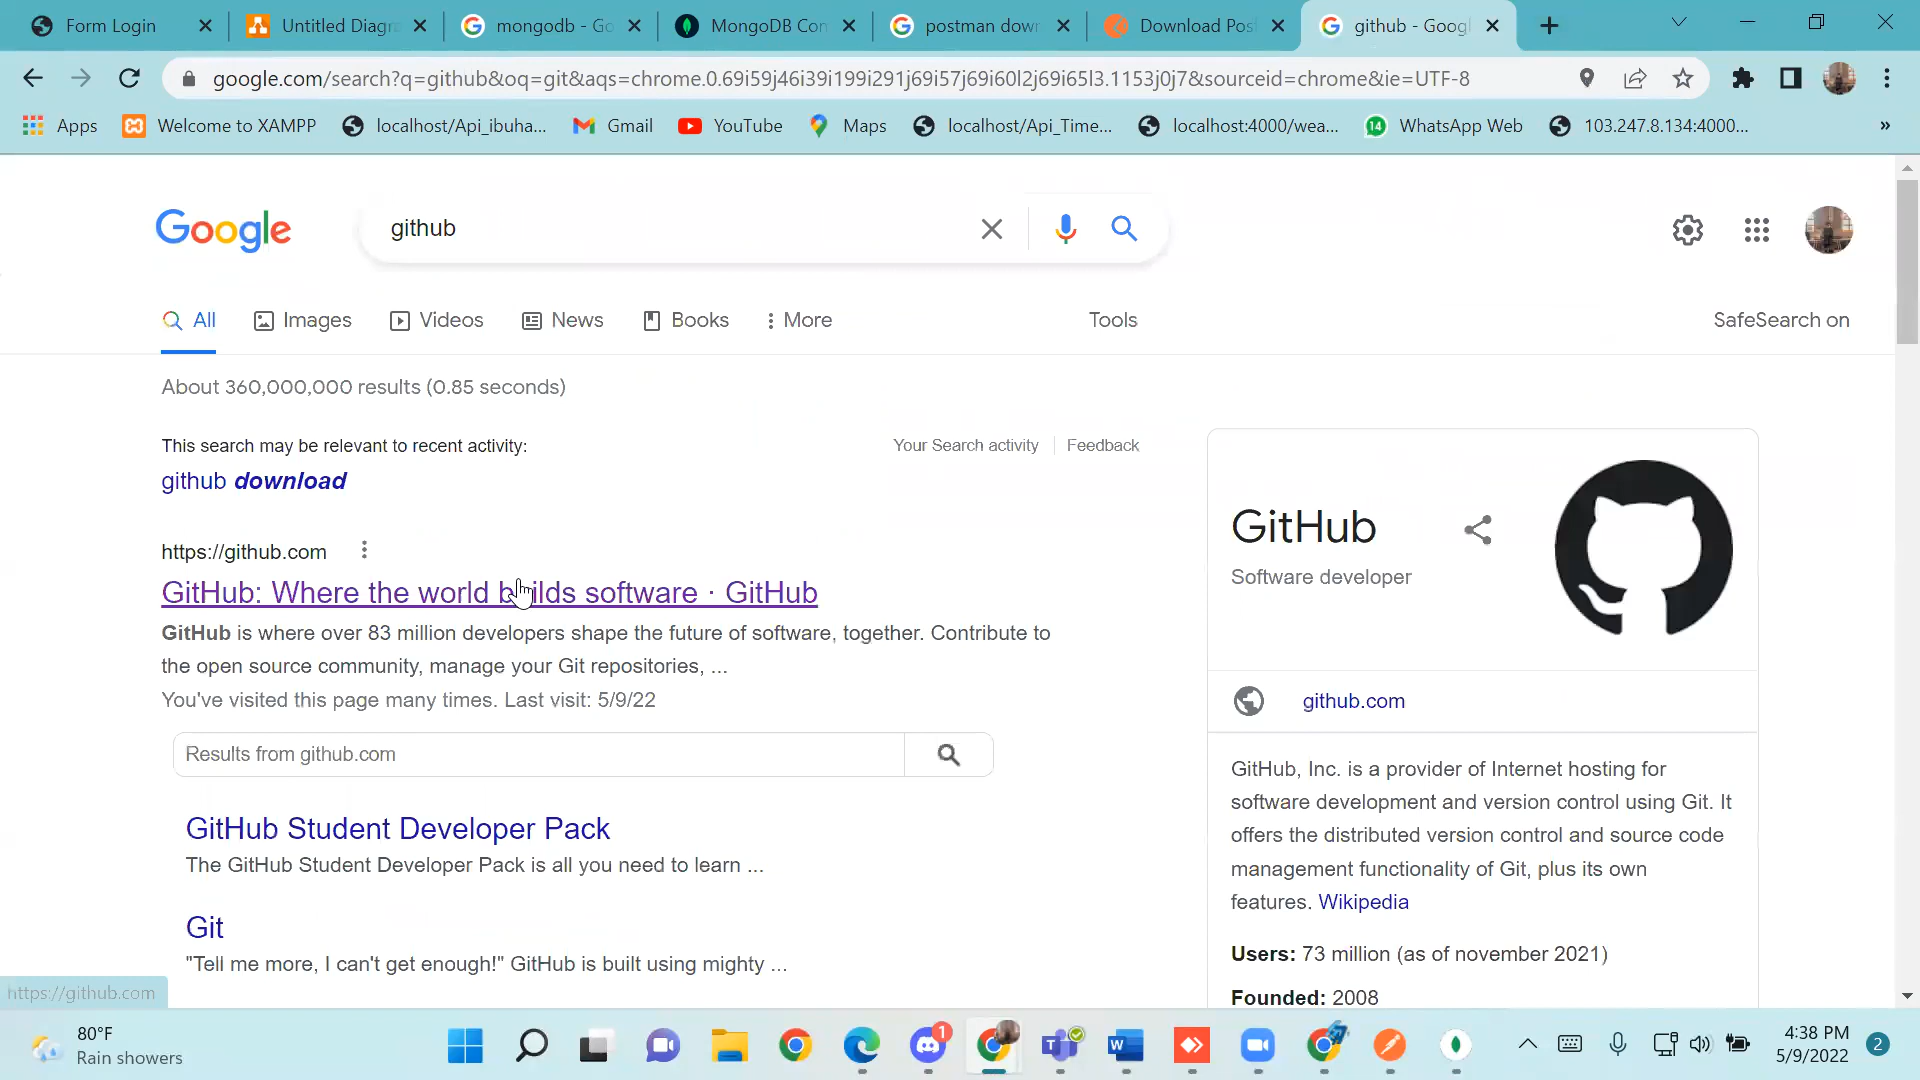 Form Login
Untitled Diagr
mongodb - Go
MongoDB Con
postman dow
Download Pos
github - Googl
google.com/search?q=github&oq=git&aqs=chrome.0.69i59j46i39i199i291j69i57j69i60l2j69i65l3.1153j0j7&sourceid=chrome&ie=UTF-8
Apps
Welcome to XAMPP
localhost/Api_ibuha...
Gmail
YouTube
Maps
localhost/Api_Time...
localhost:4000/wea...
14
WhatsApp Web
103.247.8.134:4000...
»
Google
github
All
Images
Videos
News
Books
More
Tools
SafeSearch on
About 360,000,000 results (0.85 seconds)
This search may be relevant to recent activity:
Your Search activity
Feedback
github download
https://github.com
GitHub: Where the world builds software · GitHub
GitHub is where over 83 million developers shape the future of software, together. Contribute to
the open source community, manage your Git repositories, ...
You've visited this page many times. Last visit: 5/9/22
Results from github.com
GitHub Student Developer Pack
The GitHub Student Developer Pack is all you need to learn ...
Git
"Tell me more, I can't get enough!" GitHub is built using mighty ...
GitHub
Software developer
github.com
GitHub, Inc. is a provider of Internet hosting for
software development and version control using Git. It
offers the distributed version control and source code
management functionality of Git, plus its own
features. Wikipedia
Users: 73 million (as of november 2021)
Founded: 2008
https://github.com
80°F
Rain showers
1
T
W
4:38 PM
5/9/2022
2